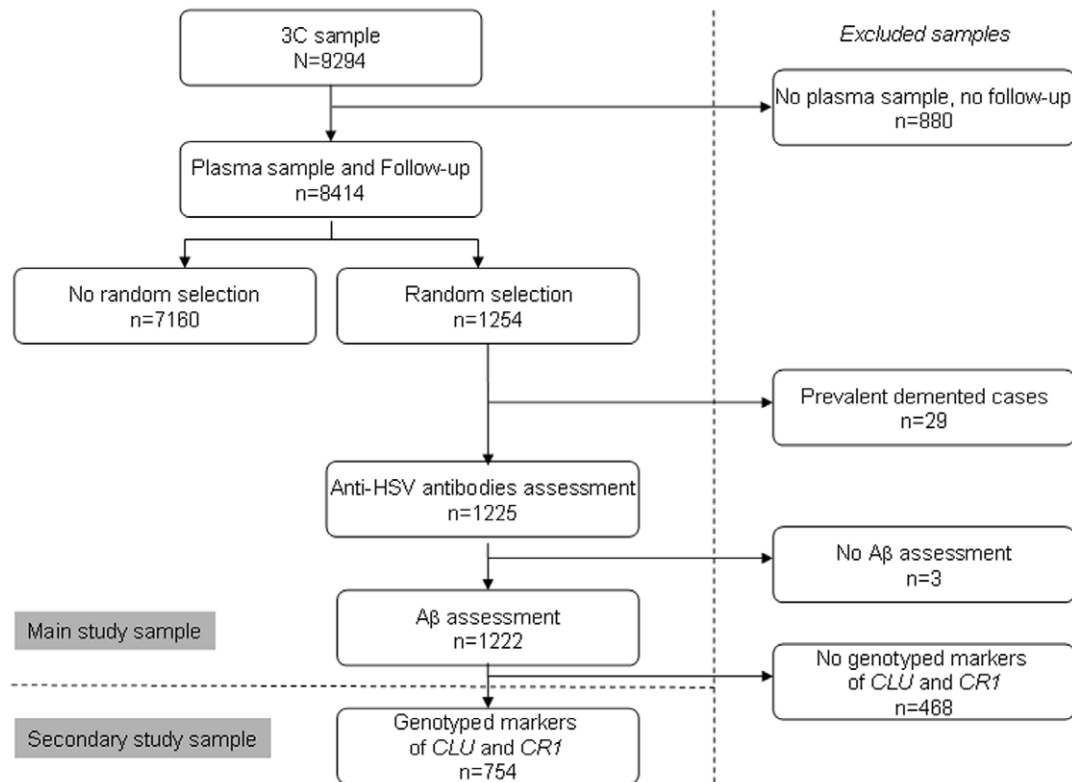 3C sample
N=9294
Excluded samples
No plasma sample, no follow-up
n=880
Plasma sample and Follow-up
n=8414
No random selection
n=7160
Random selection
n=1254
Prevalent demented cases
n=29
Anti-HSV antibodies assessment
n=1225
No Aβ assessment
n=3
Aβ assessment
n=1222
Main study sample
No genotyped markers
of CLU and CR1
n=468
Secondary study sample
Genotyped markers
of CLU and CR1
n=754